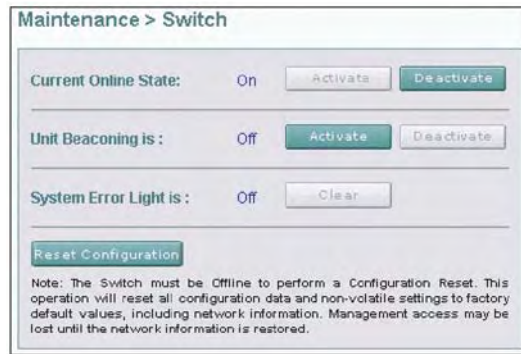 Maintenance > Switch
Current Online State: On Activate Deactivate
Unit Beaconing is : Off Activate Deactivate
System Error Light is : Off Clear
Reset Configuration
Note: The Switch must be Offline to perform a Configuration Reset. This
operation will reset all configuration data and non-volatile settings to factory
default values, including network information. Management access may be
lost until the network information is restored.